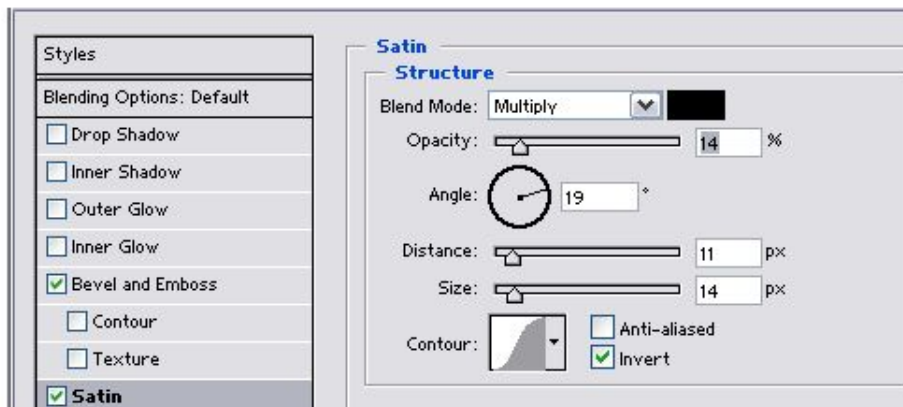 Styles
Blending Options: Default
Drop Shadow
Inner Shadow
Outer Glow
Inner Glow
Bevel and Emboss
Contour
Texture
Satin
Satin
Structure
Blend Mode: Multiply
Opacity: 14 %
Angle: 19 °
Distance: 11 px
Size: 14 px
Contour: Anti-aliased
Invert